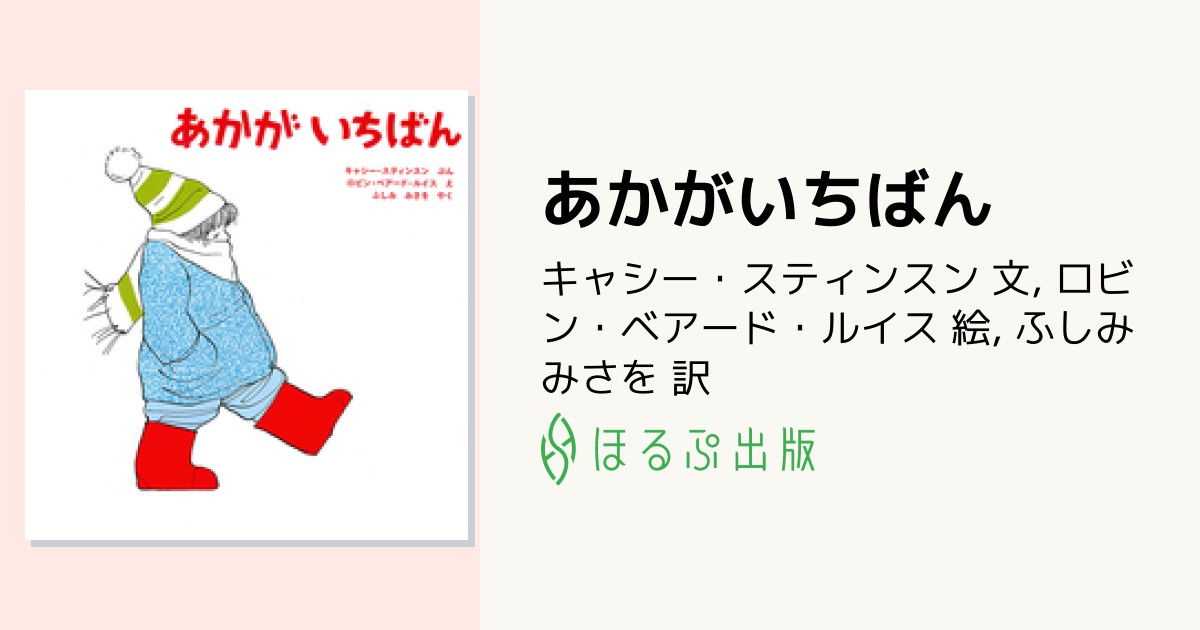 あかが いちばん
キャシー・スティンスン ぶん
ロビン・ベアード・ルイス え
ふしみ みさを やく
あかがいちばん
キャシー・スティンスン 文, ロビ
ン・ベアード・ルイス 絵, ふしみ
みさを 訳
ほるぷ出版